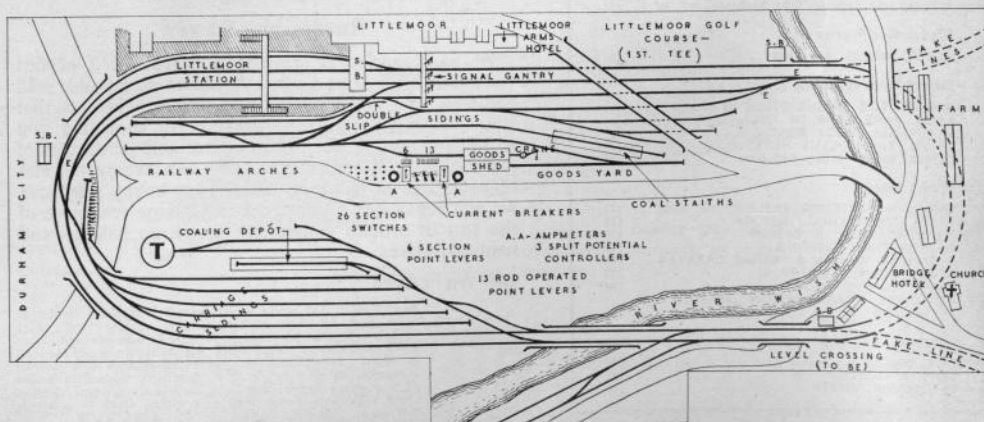 LITTLEMOOR
LITTLEMOOR
ARMS
HOTEL
LITTLEMOOR GOLF
COURSE—
(1ST. TEE)
S.B
FAKE
LINES
LITTLEMOOR
STATION
S.
B.
SIGNAL GANTRY
E
E
FARM
DOUBLE
SLIP
SIDINGS
S.B.
E
6 13
CRANE
GOODS
SHED
RAILWAY ARCHES
GOODS YARD
A
A
COAL STAITHS
26 SECTION
SWITCHES
CURRENT BREAKERS
DURHAM CITY
COALING DEPOT
T
6 SECTION
POINT LEVERS
A.A- AMPMETERS
3 SPLIT POTENTIAL
CONTROLLERS
13 ROD OPERATED
POINT LEVERS
BRIDGE
HOTEL
CHURCH
CARRIAGE
SIDINGS
RIVER WISH
S.B
FAKE LINE
LEVEL CROSSING
(TO BE)